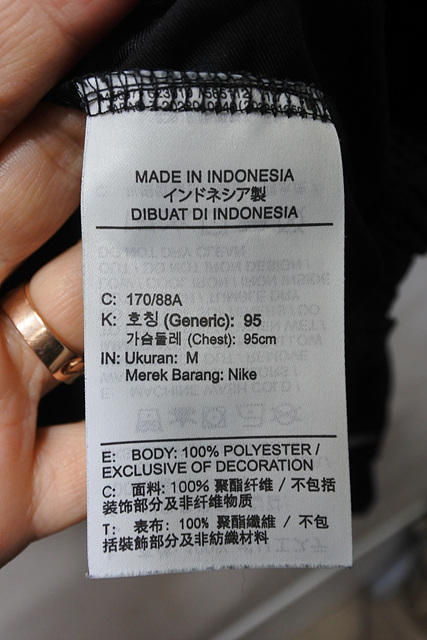 MADE IN INDONESIA
インドネシア製
DIBUAT DI INDONESIA
C: 170/88A
K: 호칭 (Generic): 95
가슴둘레 (Chest): 95cm
IN: Ukuran: M
Merek Barang: Nike
E: BODY: 100% POLYESTER /
EXCLUSIVE OF DECORATION
C: 面料: 100% 聚酯纤维 / 不包括
装饰部分及非纤维物质
T: 表布: 100% 聚酯纖維 / 不包
括裝飾部分及非紡織材料